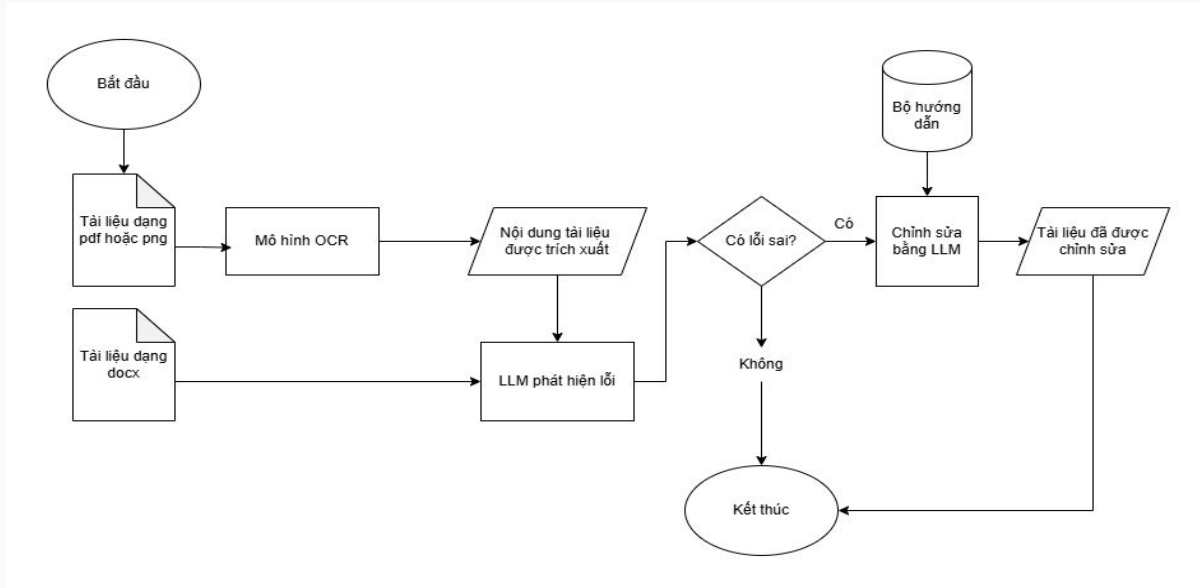 Bắt đầu
Bộ hướng
dẫn
Tài liệu dạng
pdf hoặc png
Mô hình OCR
Nội dung tài liệu
được trích xuất
Có lỗi sai?
Có
Chỉnh sửa
bằng LLM
Tài liệu đã được
chỉnh sửa
Tài liệu dạng
docx
LLM phát hiện lỗi
Không
Kết thúc